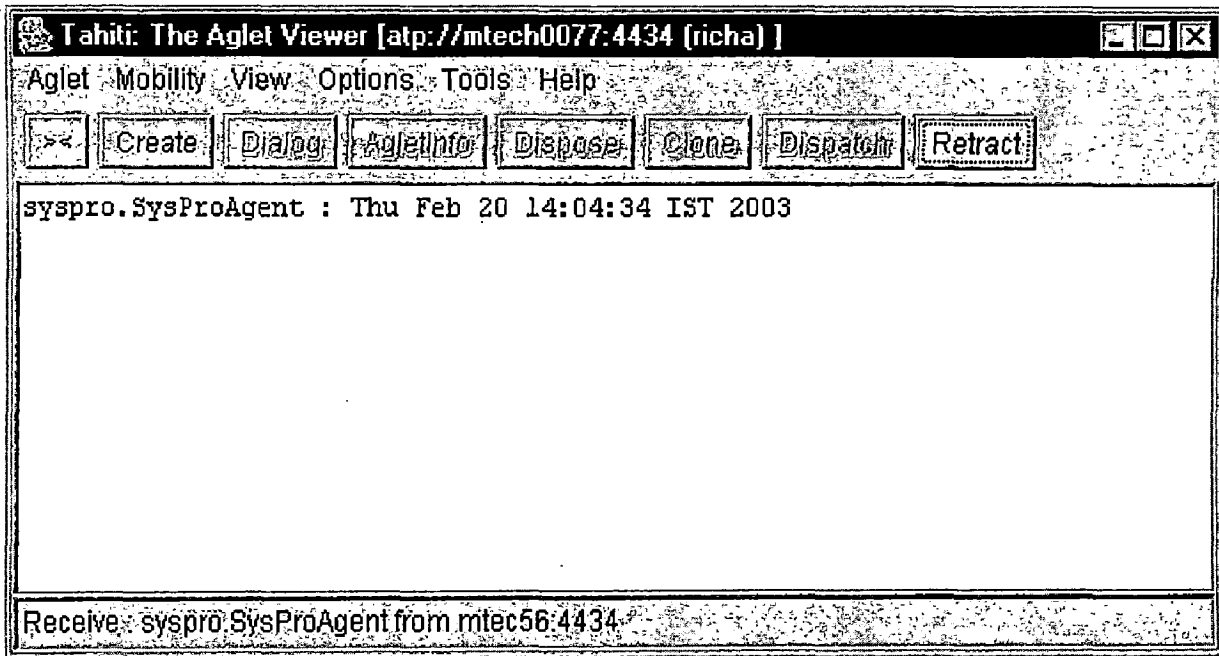 Tahiti: The Aglet Viewer [atp://mtech0077:4434 (richa) ]
Aglet Mobility View Options Tools Help
>< Create Dialog AgletInfo Dispose Clone Dispatch Retract
syspro.SysProAgent : Thu Feb 20 14:04:34 IST 2003
Receive : syspro.SysProAgent from mtec56:4434